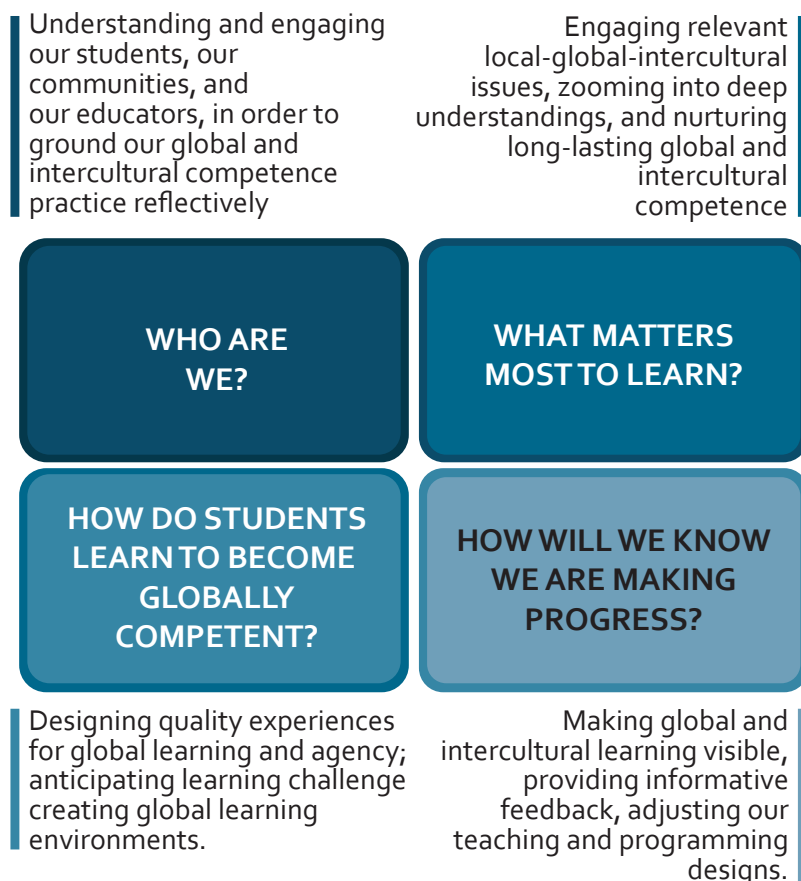 Understanding and engaging
our students, our
communities, and
our educators, in order to
ground our global and
intercultural competence
practice reflectively
Engaging relevant
local-global-intercultural
issues, zooming into deep
understandings, and nurturing
long-lasting global and
intercultural
competence
WHO ARE
WE?
WHAT MATTERS
MOST TO LEARN?
HOW DO STUDENTS
LEARN TO BECOME
GLOBALLY
COMPETENT?
HOW WILL WE KNOW
WE ARE MAKING
PROGRESS?
Designing quality experiences
for global learning and agency;
anticipating learning challenge
creating global learning
environments.
Making global and
intercultural learning visible,
providing informative
feedback, adjusting our
teaching and programming
designs.